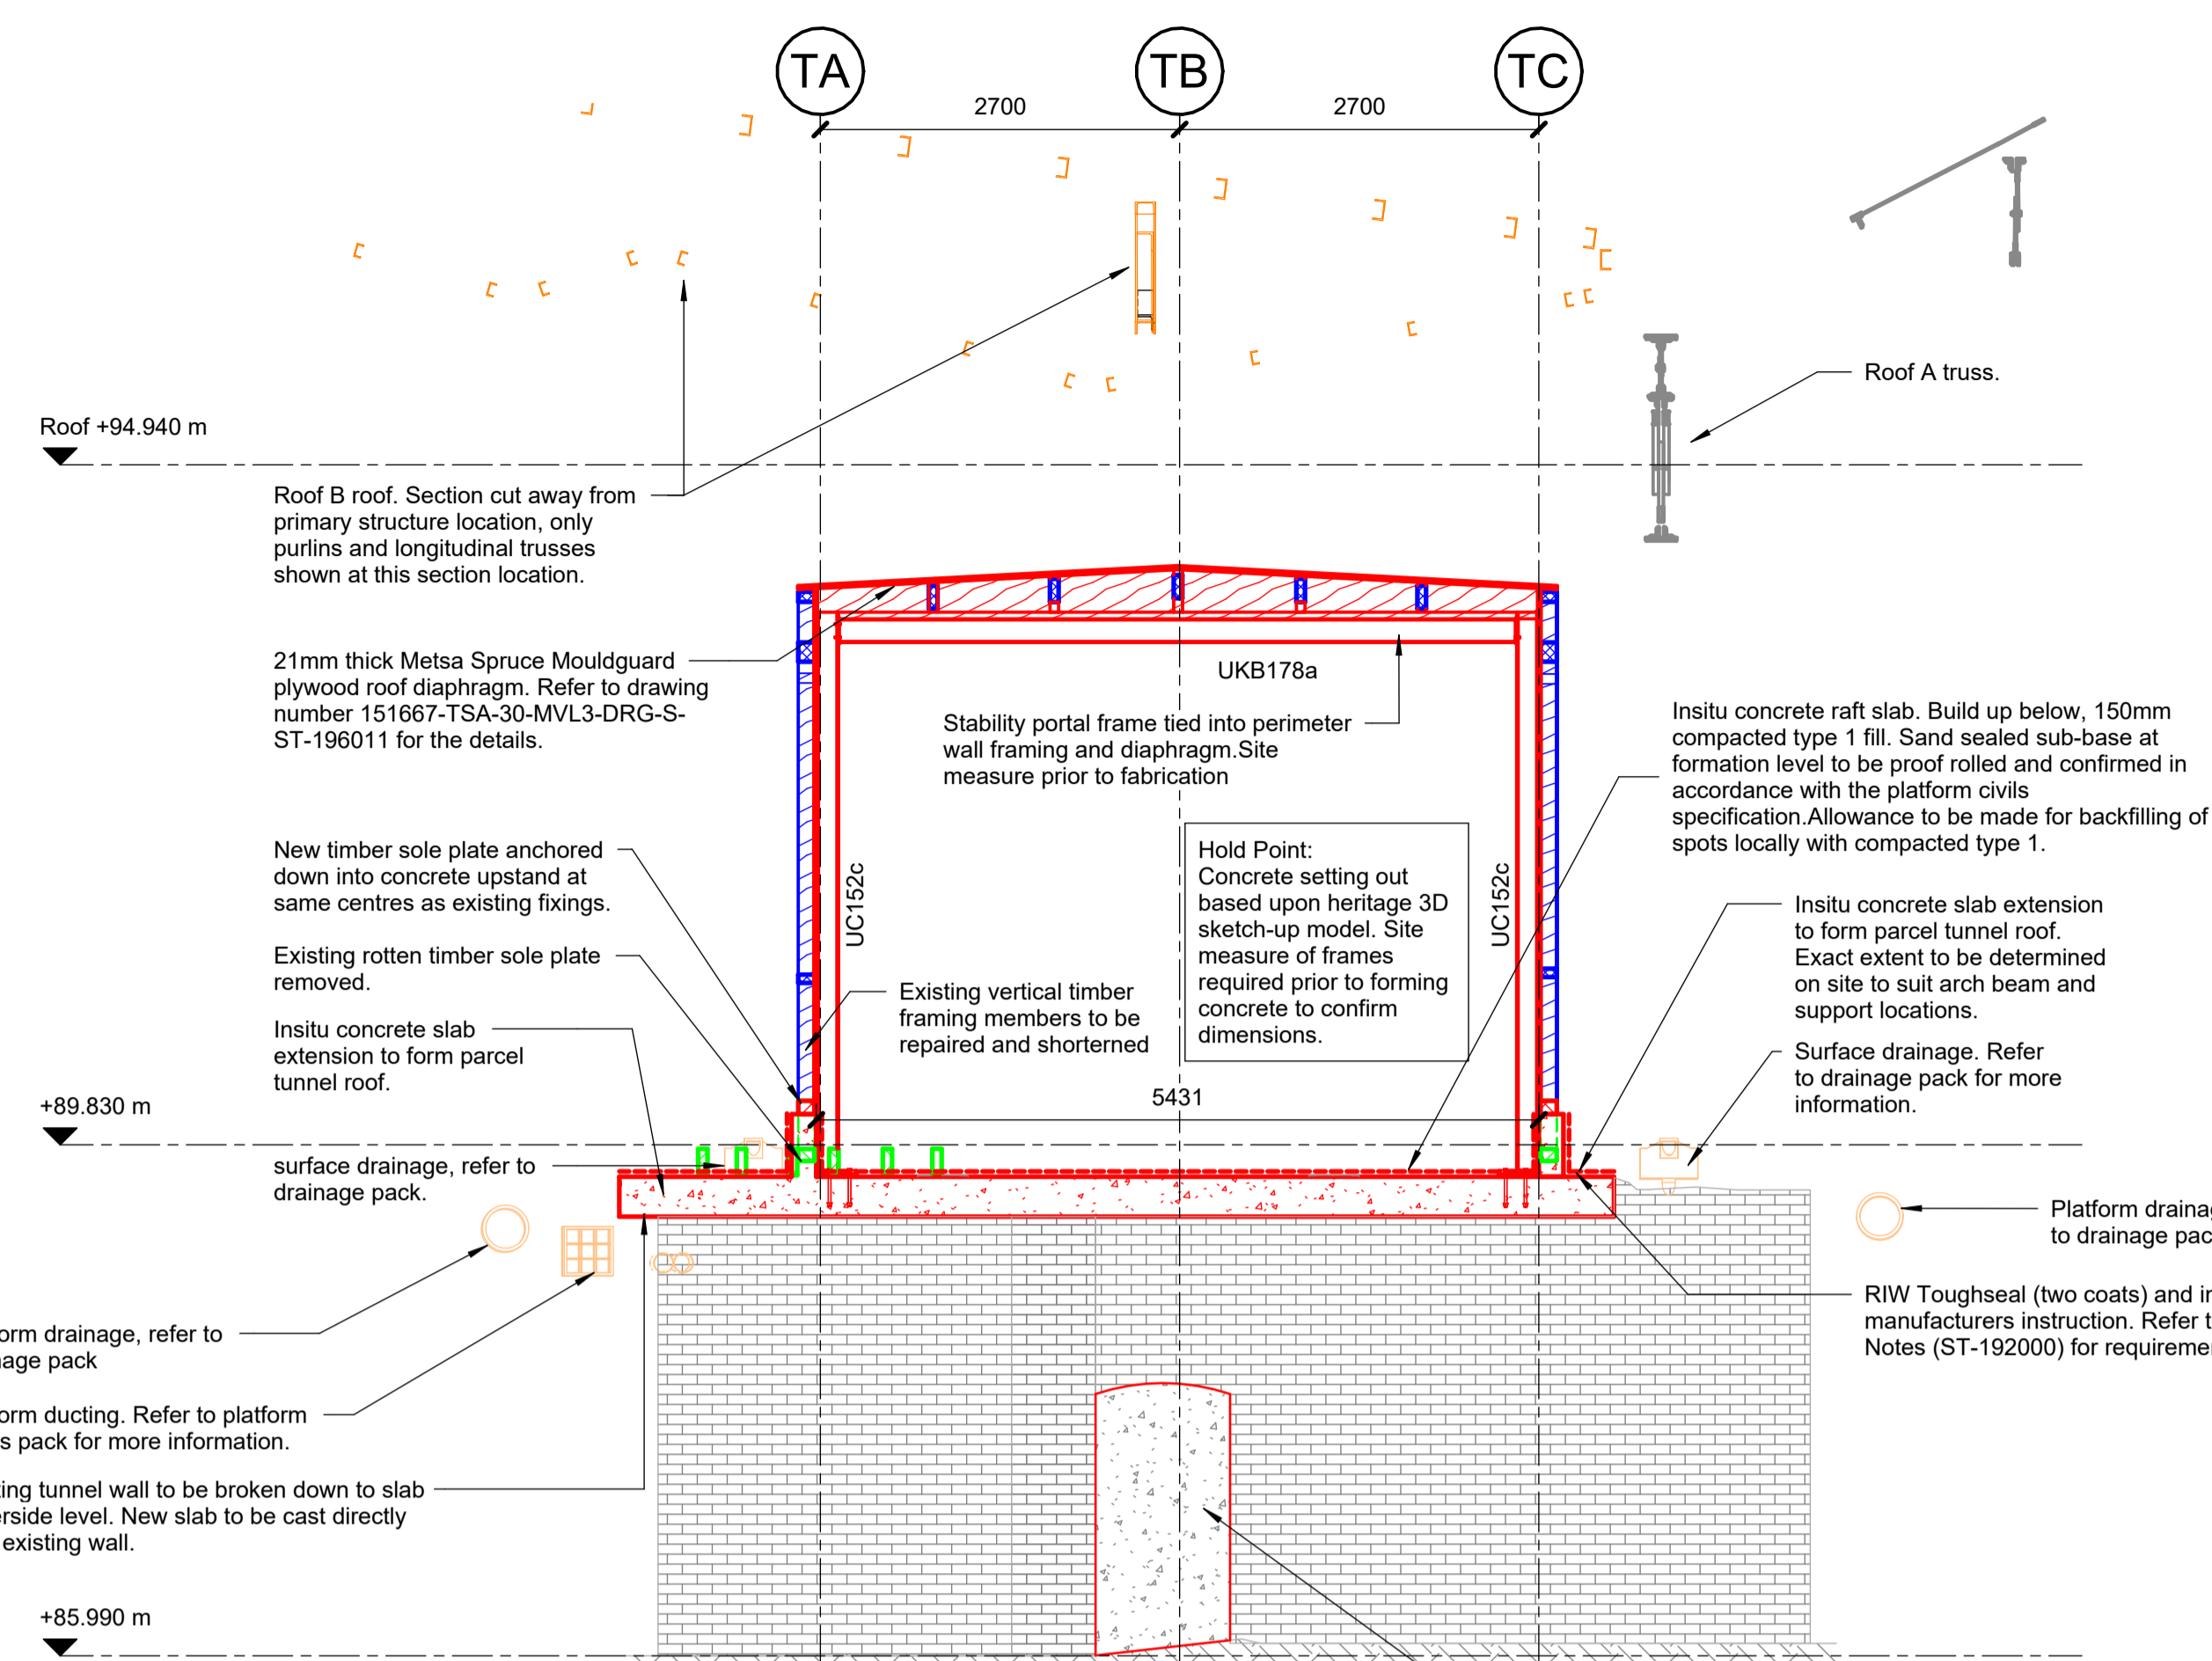 TA
TB
TC
2700
2700
Roof A truss.
Roof +94.940 m
Roof B roof. Section cut away from
primary structure location, only
purlins and longitudinal trusses
shown at this section location.
21mm thick Metsa Spruce Mouldguard
plywood roof diaphragm. Refer to drawing
number 151667-TSA-30-MVL3-DRG-S-
ST-196011 for the details.
UKB178a
Stability portal frame tied into perimeter
wall framing and diaphragm.Site
measure prior to fabrication
Insitu concrete raft slab. Build up below, 150mm
compacted type 1 fill. Sand sealed sub-base at
formation level to be proof rolled and confirmed in
accordance with the platform civils
specification.Allowance to be made for backfilling of
spots locally with compacted type 1.
New timber sole plate anchored
down into concrete upstand at
same centres as existing fixings.
UC152c
Hold Point:
Concrete setting out
based upon heritage 3D
sketch-up model. Site
measure of frames
required prior to forming
concrete to confirm
dimensions.
UC152c
Insitu concrete slab extension
to form parcel tunnel roof.
Exact extent to be determined
on site to suit arch beam and
support locations.
Existing rotten timber sole plate
removed.
Existing vertical timber
framing members to be
repaired and shorterned
Insitu concrete slab
extension to form parcel
tunnel roof.
Surface drainage. Refer
to drainage pack for more
information.
+89.830 m
5431
surface drainage, refer to
drainage pack.
Platform
to drainage
RIW Toughseal (two coats) and
manufacturers instruction. Refer
Notes (ST-192000) for
drainage, refer to
pack
ducting. Refer to platform
pack for more information.
tunnel wall to be broken down to slab
level. New slab to be cast directly
existing wall.
+85.990 m